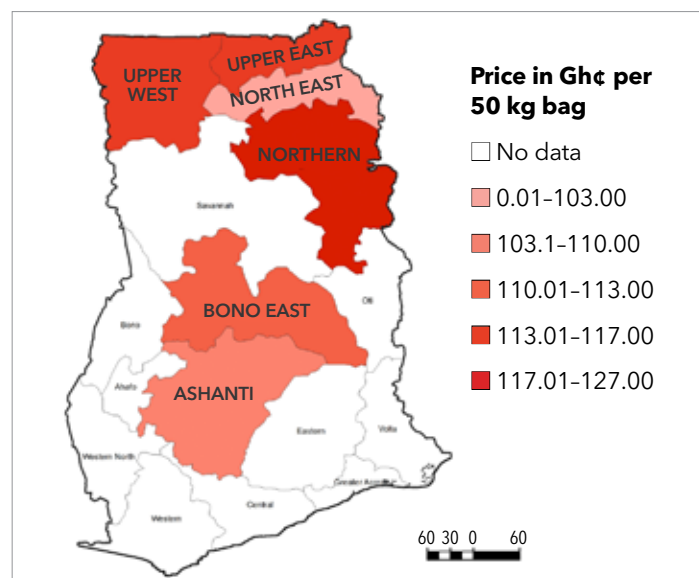 UPPER EAST
UPPER
WEST
NORTH EAST
NORTHERN
Savannah
BONO EAST
Oti
Bono
ASHANTI
Ahafo
Eastern
Volta
Western North
Central
Western
Price in Gh¢ per
50 kg bag
No data
0.01–103.00
103.1–110.00
110.01–113.00
113.01–117.00
117.01–127.00
60 30 0 60